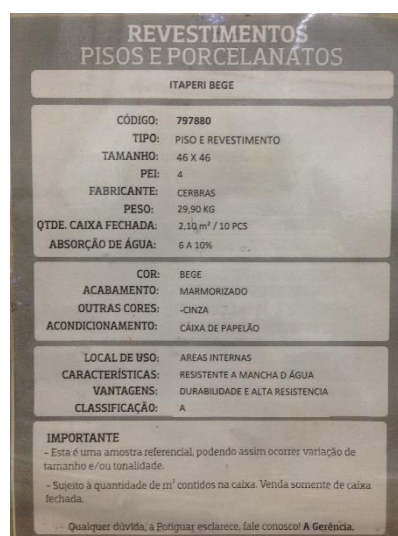 REVESTIMENTOS
PISOS E PORCELANATOS
ITAPERI BEGE
CÓDIGO: 797880
TIPO: PISO E REVESTIMENTO
TAMANHO: 46 X 46
PEI: 4
FABRICANTE: CERBRAS
PESO: 29,90 KG
QTDE. CAIXA FECHADA: 2,10 m² / 10 PCS
ABSORÇÃO DE ÁGUA: 6 A 10%
COR: BEGE
ACABAMENTO: MARMORIZADO
OUTRAS CORES: -CINZA
ACONDICIONAMENTO: CAIXA DE PAPELÃO
LOCAL DE USO: AREAS INTERNAS
CARACTERÍSTICAS: RESISTENTE A MANCHA D ÁGUA
VANTAGENS: DURABILIDADE E ALTA RESISTENCIA
CLASSIFICAÇÃO: A
IMPORTANTE
- Esta é uma amostra referencial, podendo assim ocorrer variação de
tamanho e/ou tonalidade.
- Sujeito à quantidade de m² contidos na caixa. Venda somente de caixa
fechada.
Qualquer dúvida, a Potiguar esclarece, fale conosco! A Gerência.